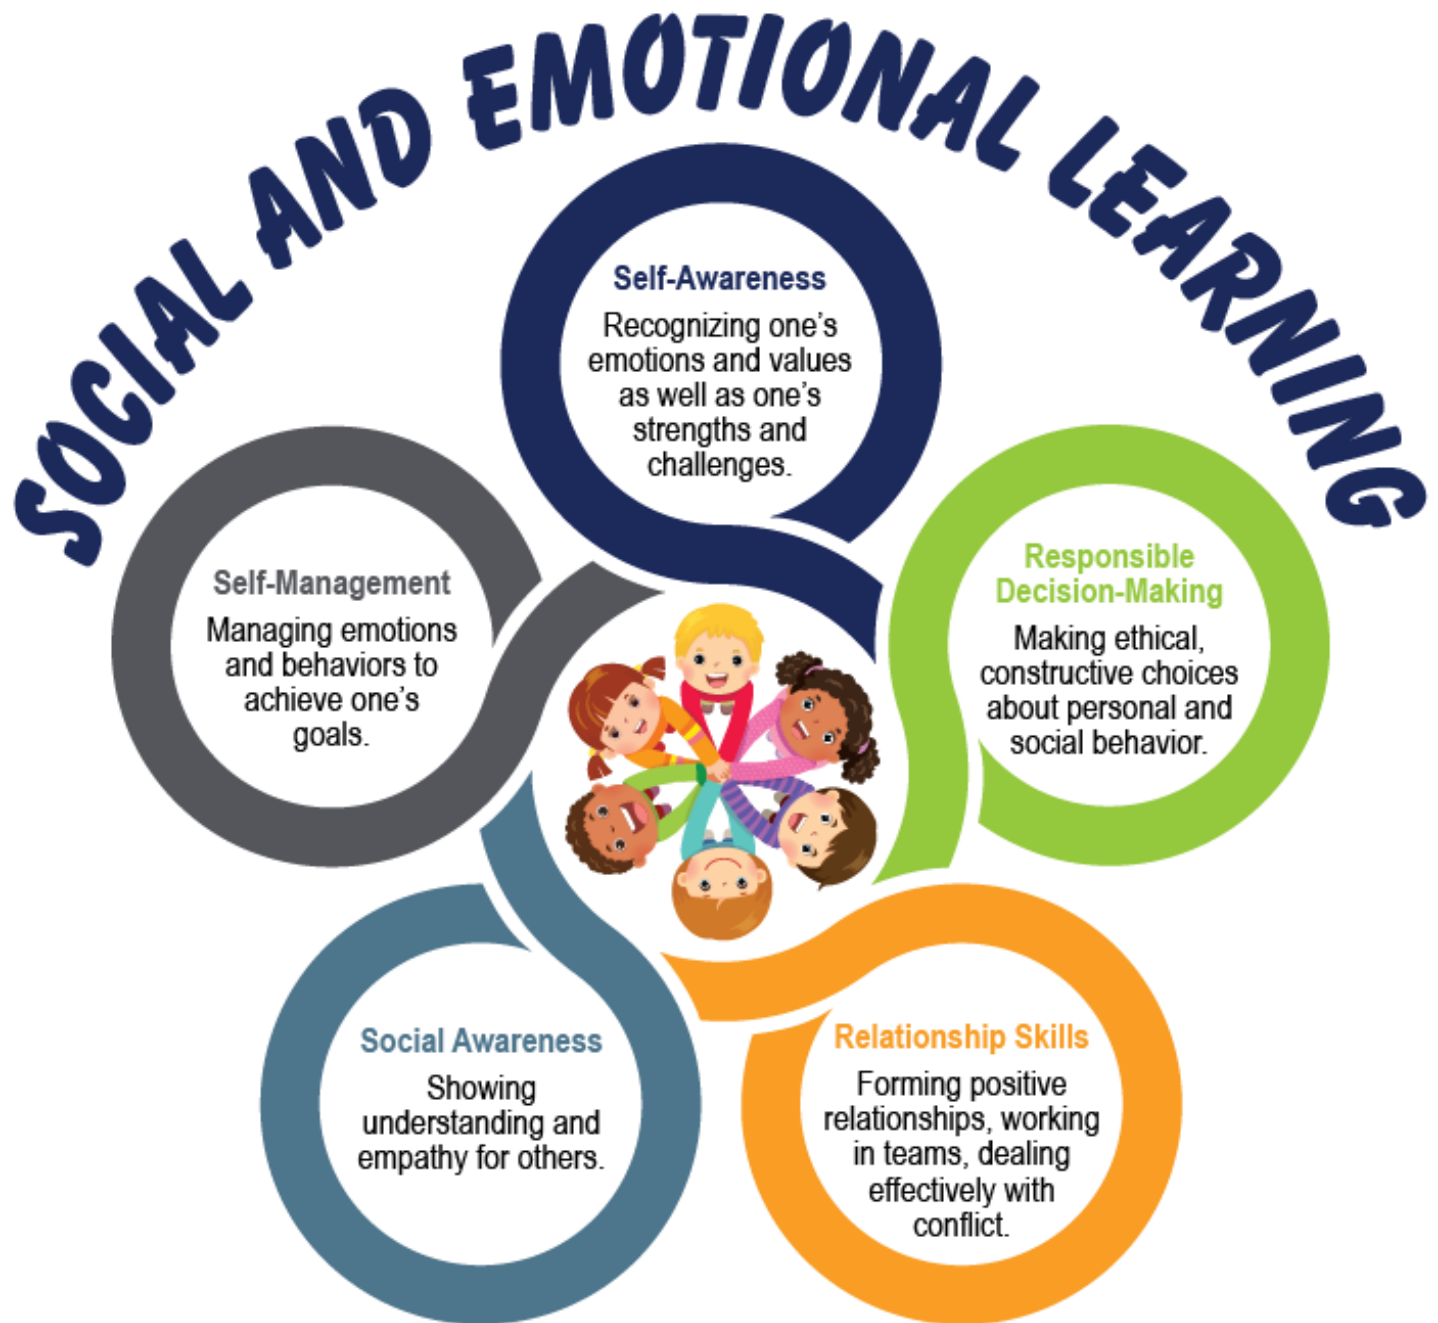 SOCIAL AND EMOTIONAL LEARNING
Self-Awareness
Recognizing one’s
emotions and values
as well as one’s
strengths and
challenges.
Self-Management
Managing emotions
and behaviors to
achieve one’s
goals.
Responsible
Decision-Making
Making ethical,
constructive choices
about personal and
social behavior.
Social Awareness
Showing
understanding and
empathy for others.
Relationship Skills
Forming positive
relationships, working
in teams, dealing
effectively with
conflict.